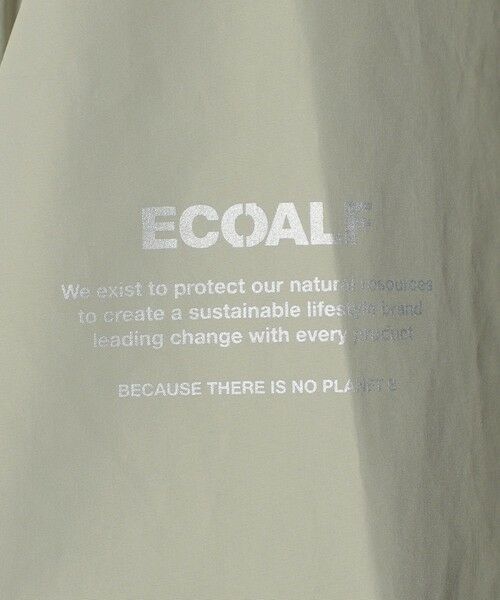 ECOALF
We exist to protect our natural resources
to create a sustainable lifestyle brand
leading change with every product
BECAUSE THERE IS NO PLANET B